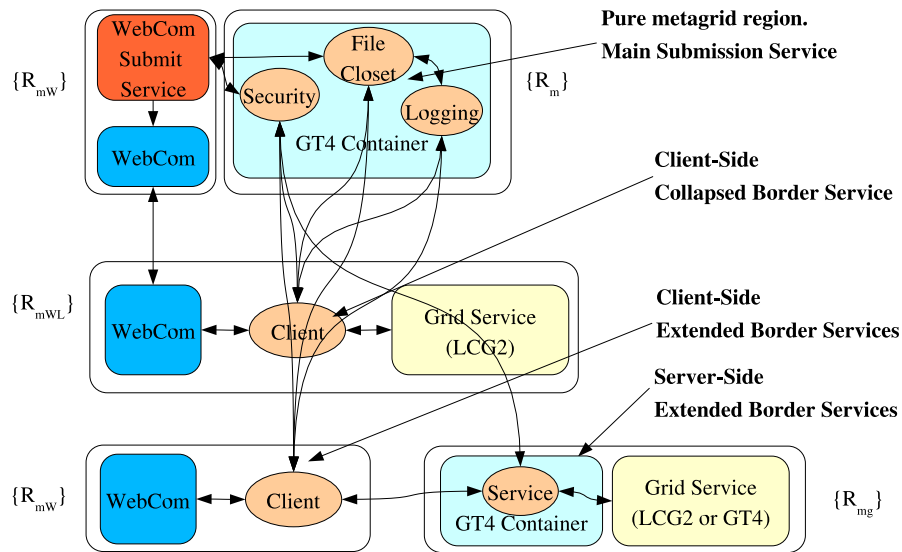 WebCom
Submit
Service
{R_mW}
WebCom
File
Closet
Security
Logging
GT4 Container
{R_m}
Pure metagrid region.
Main Submission Service
Client-Side
Collapsed Border Service
{R_mWL}
WebCom
Client
Grid Service
(LCG2)
Client-Side
Extended Border Services
Server-Side
Extended Border Services
{R_mW}
WebCom
Client
Service
GT4 Container
Grid Service
(LCG2 or GT4)
{R_mg}